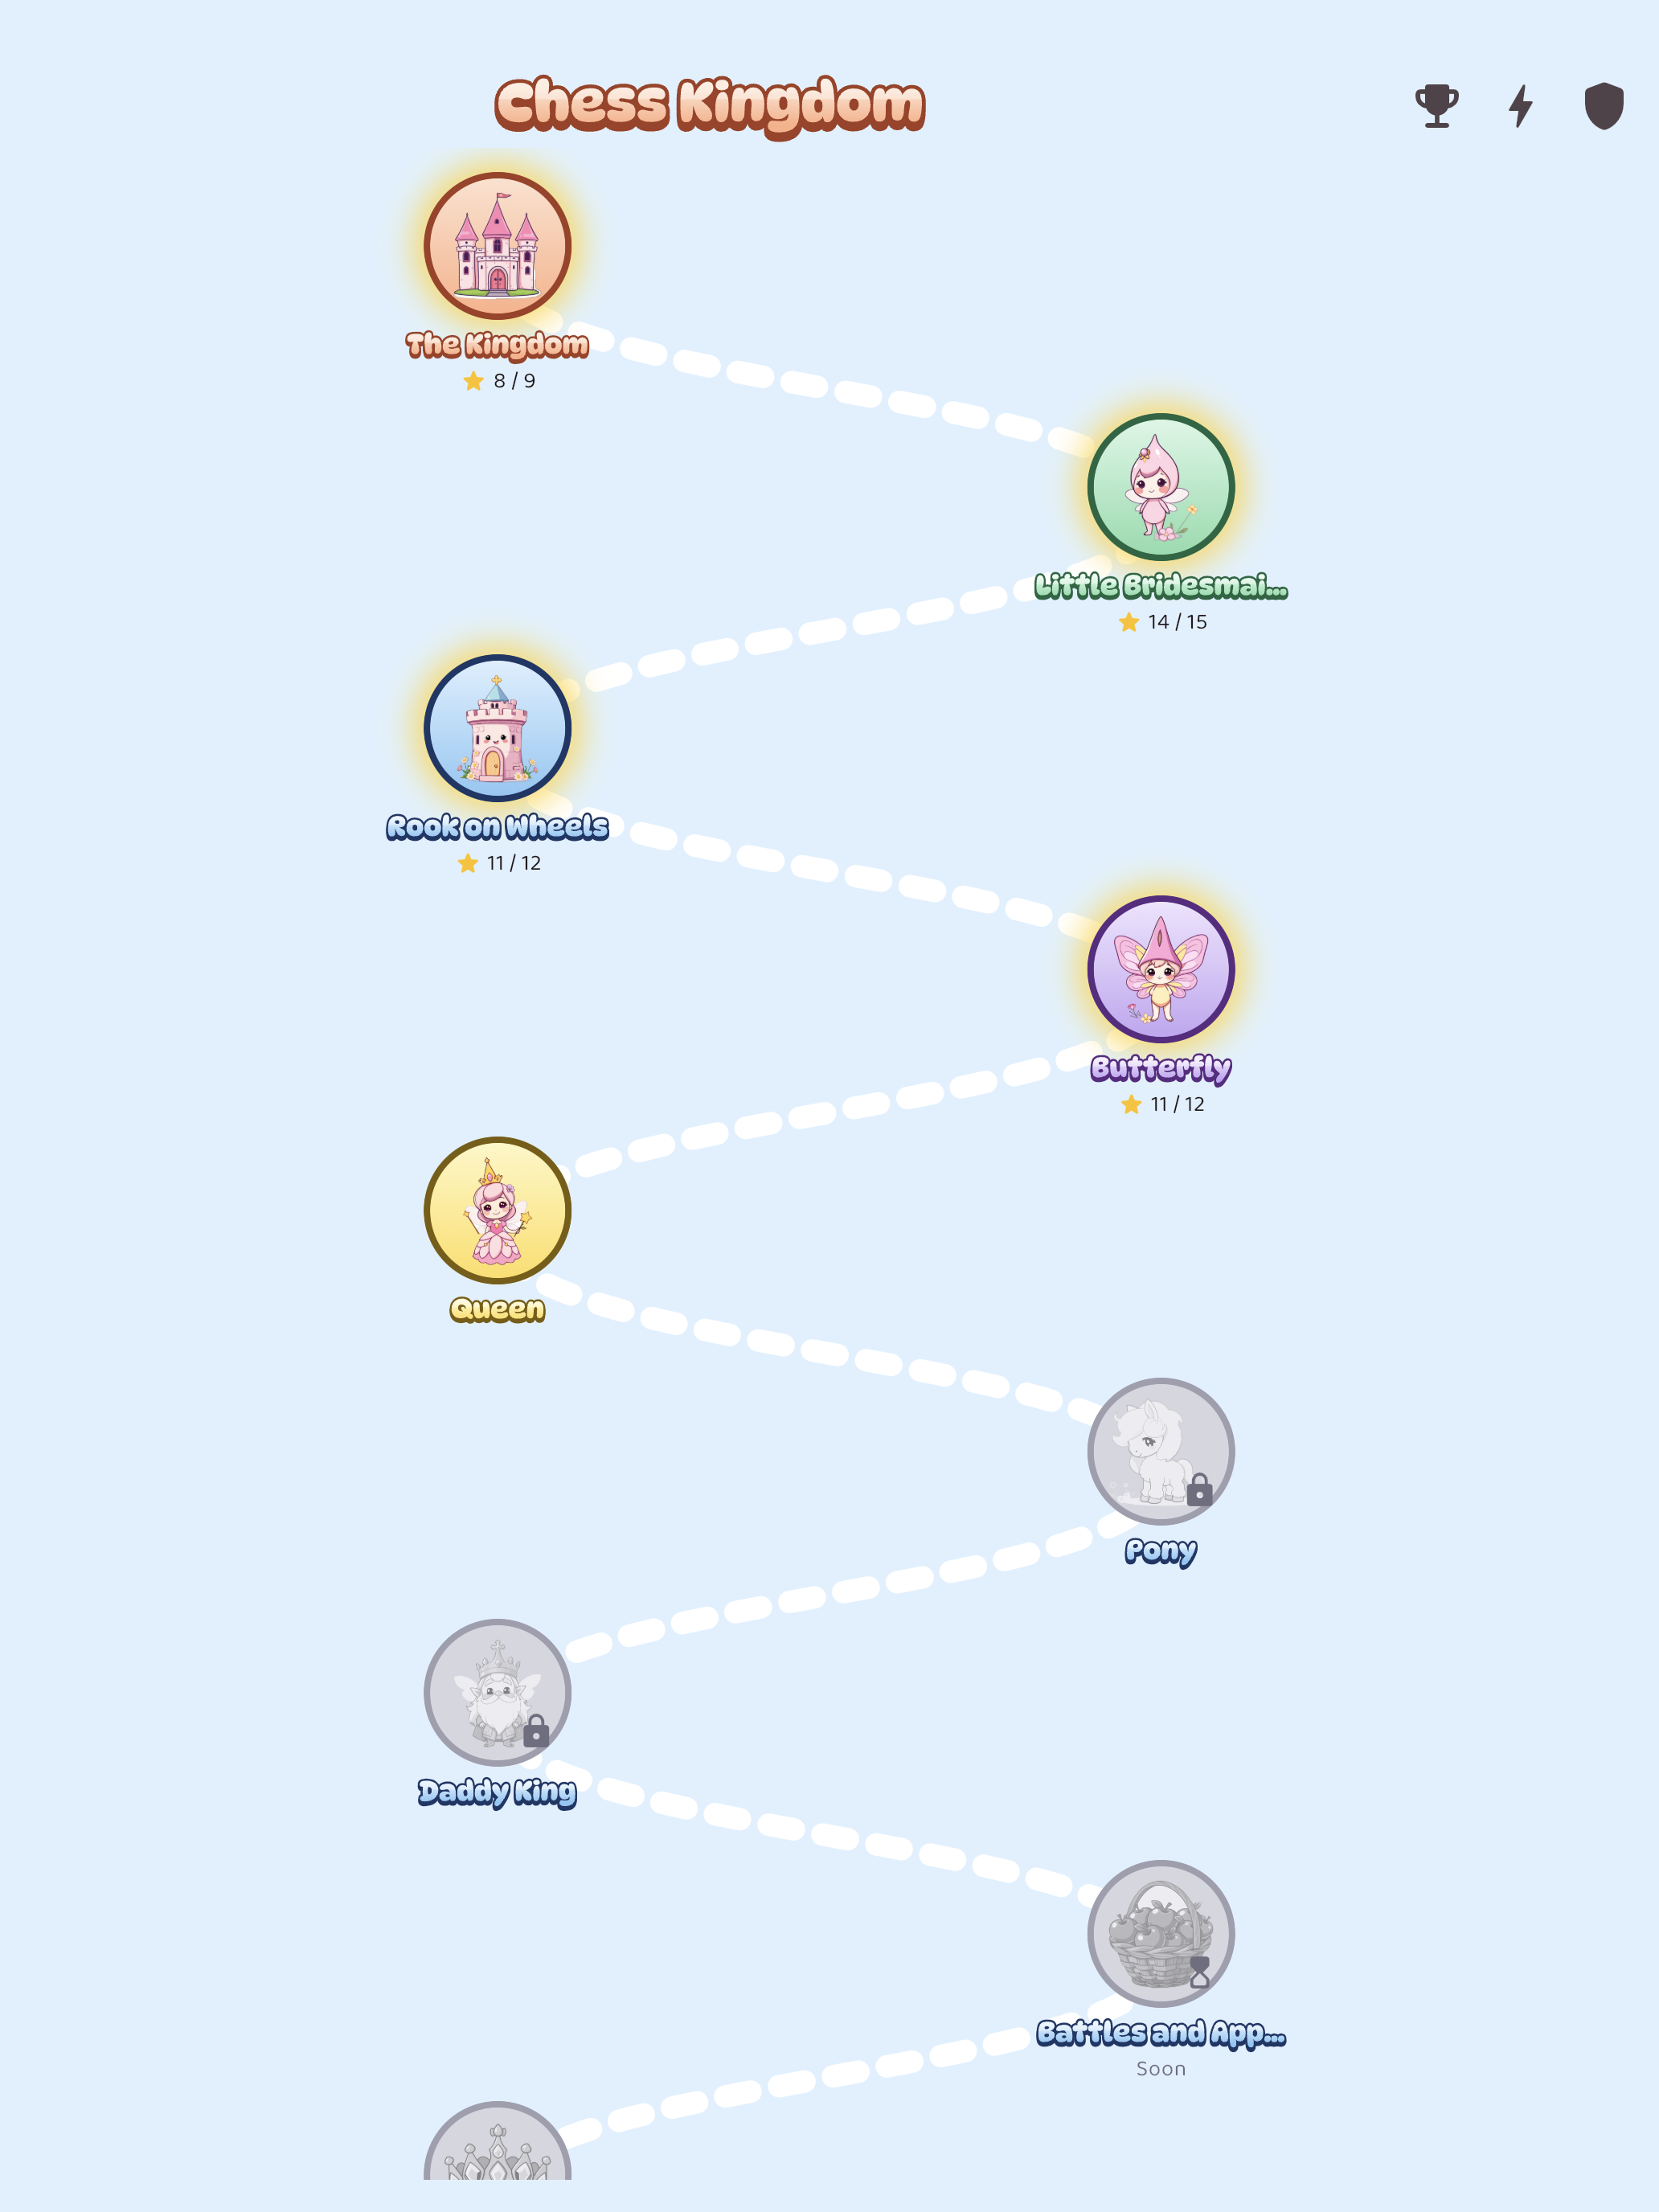 Chess Kingdom
The Kingdom
8 / 9
Little Bridesmai...
14 / 15
Rook on Wheels
11 / 12
Butterfly
11 / 12
Queen
Pony
Daddy King
Battles and App...
Soon